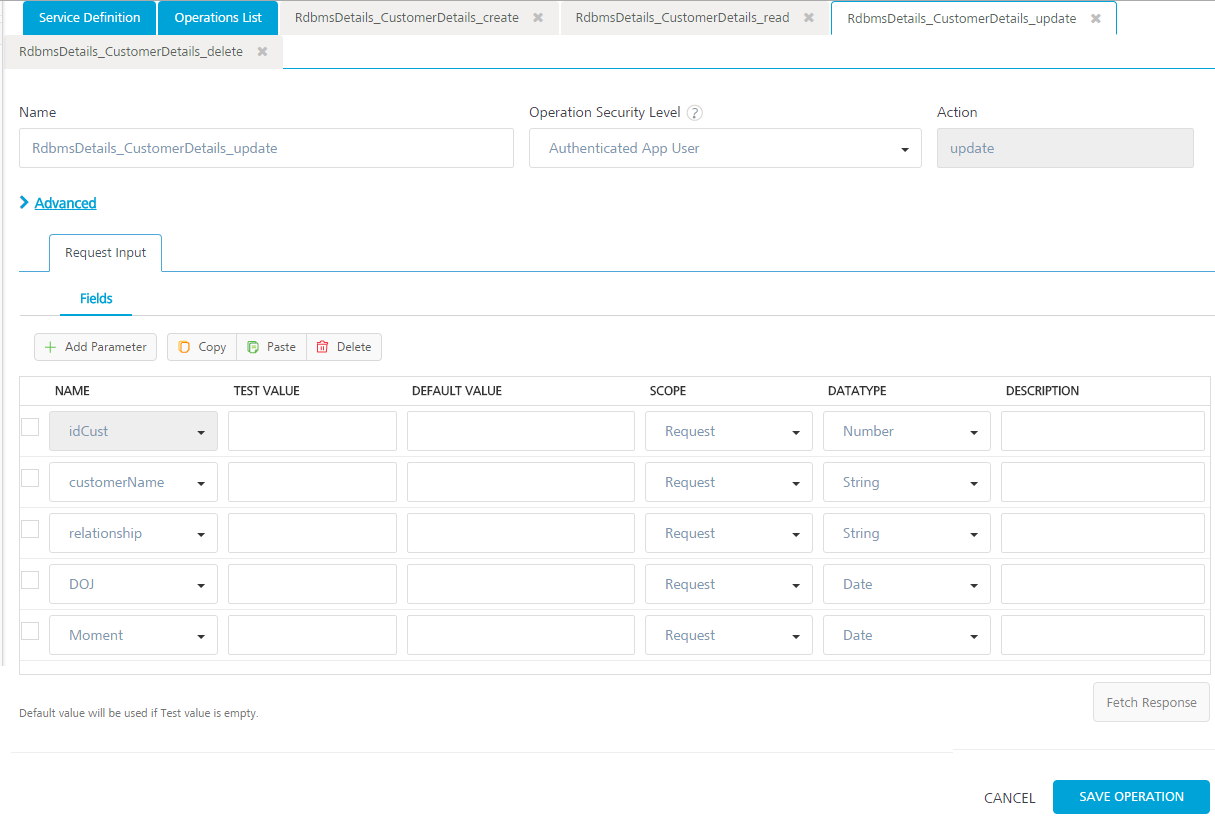 Service Definition
Operations List
RdbmsDetails_CustomerDetails_create ✖
RdbmsDetails_CustomerDetails_read ✖
RdbmsDetails_CustomerDetails_update ✖
RdbmsDetails_CustomerDetails_delete ✖
Name
Operation Security Level ?
Action
RdbmsDetails_CustomerDetails_update
Authenticated App User
update
Advanced
Request Input
Fields
Add Parameter
Copy
Paste
Delete
NAME TEST VALUE DEFAULT VALUE SCOPE DATATYPE DESCRIPTION
idCust Request Number
customerName Request String
relationship Request String
DOJ Request Date
Moment Request Date
Default value will be used if Test value is empty.
Fetch Response
CANCEL
SAVE OPERATION